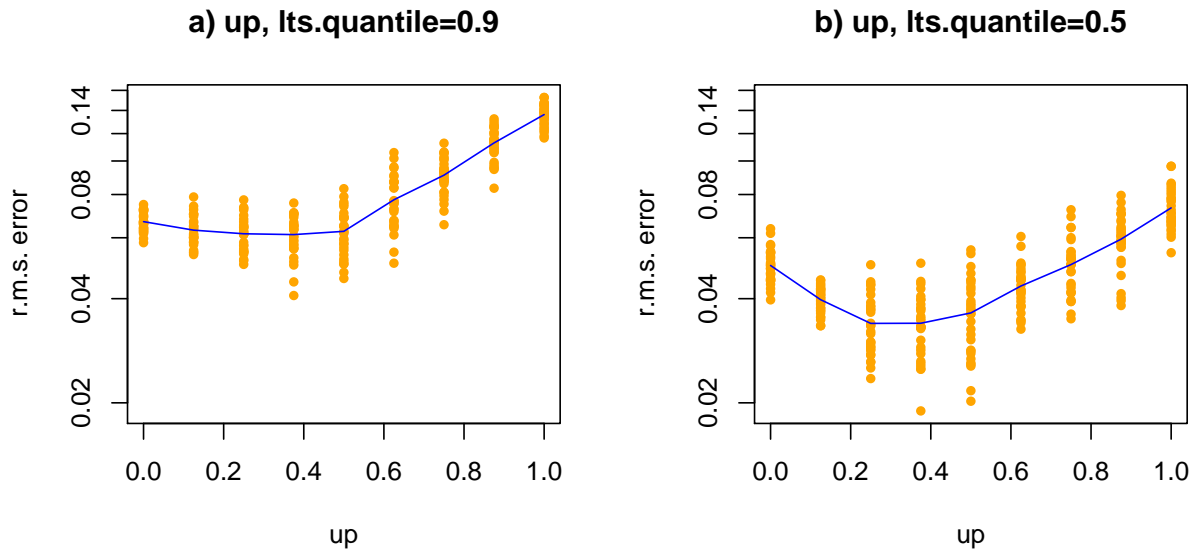 a) up, lts.quantile=0.9
r.m.s. error
0.14
0.08
0.04
0.02
0.0 0.2 0.4 0.6 0.8 1.0
up
b) up, lts.quantile=0.5
r.m.s. error
0.14
0.08
0.04
0.02
0.0 0.2 0.4 0.6 0.8 1.0
up